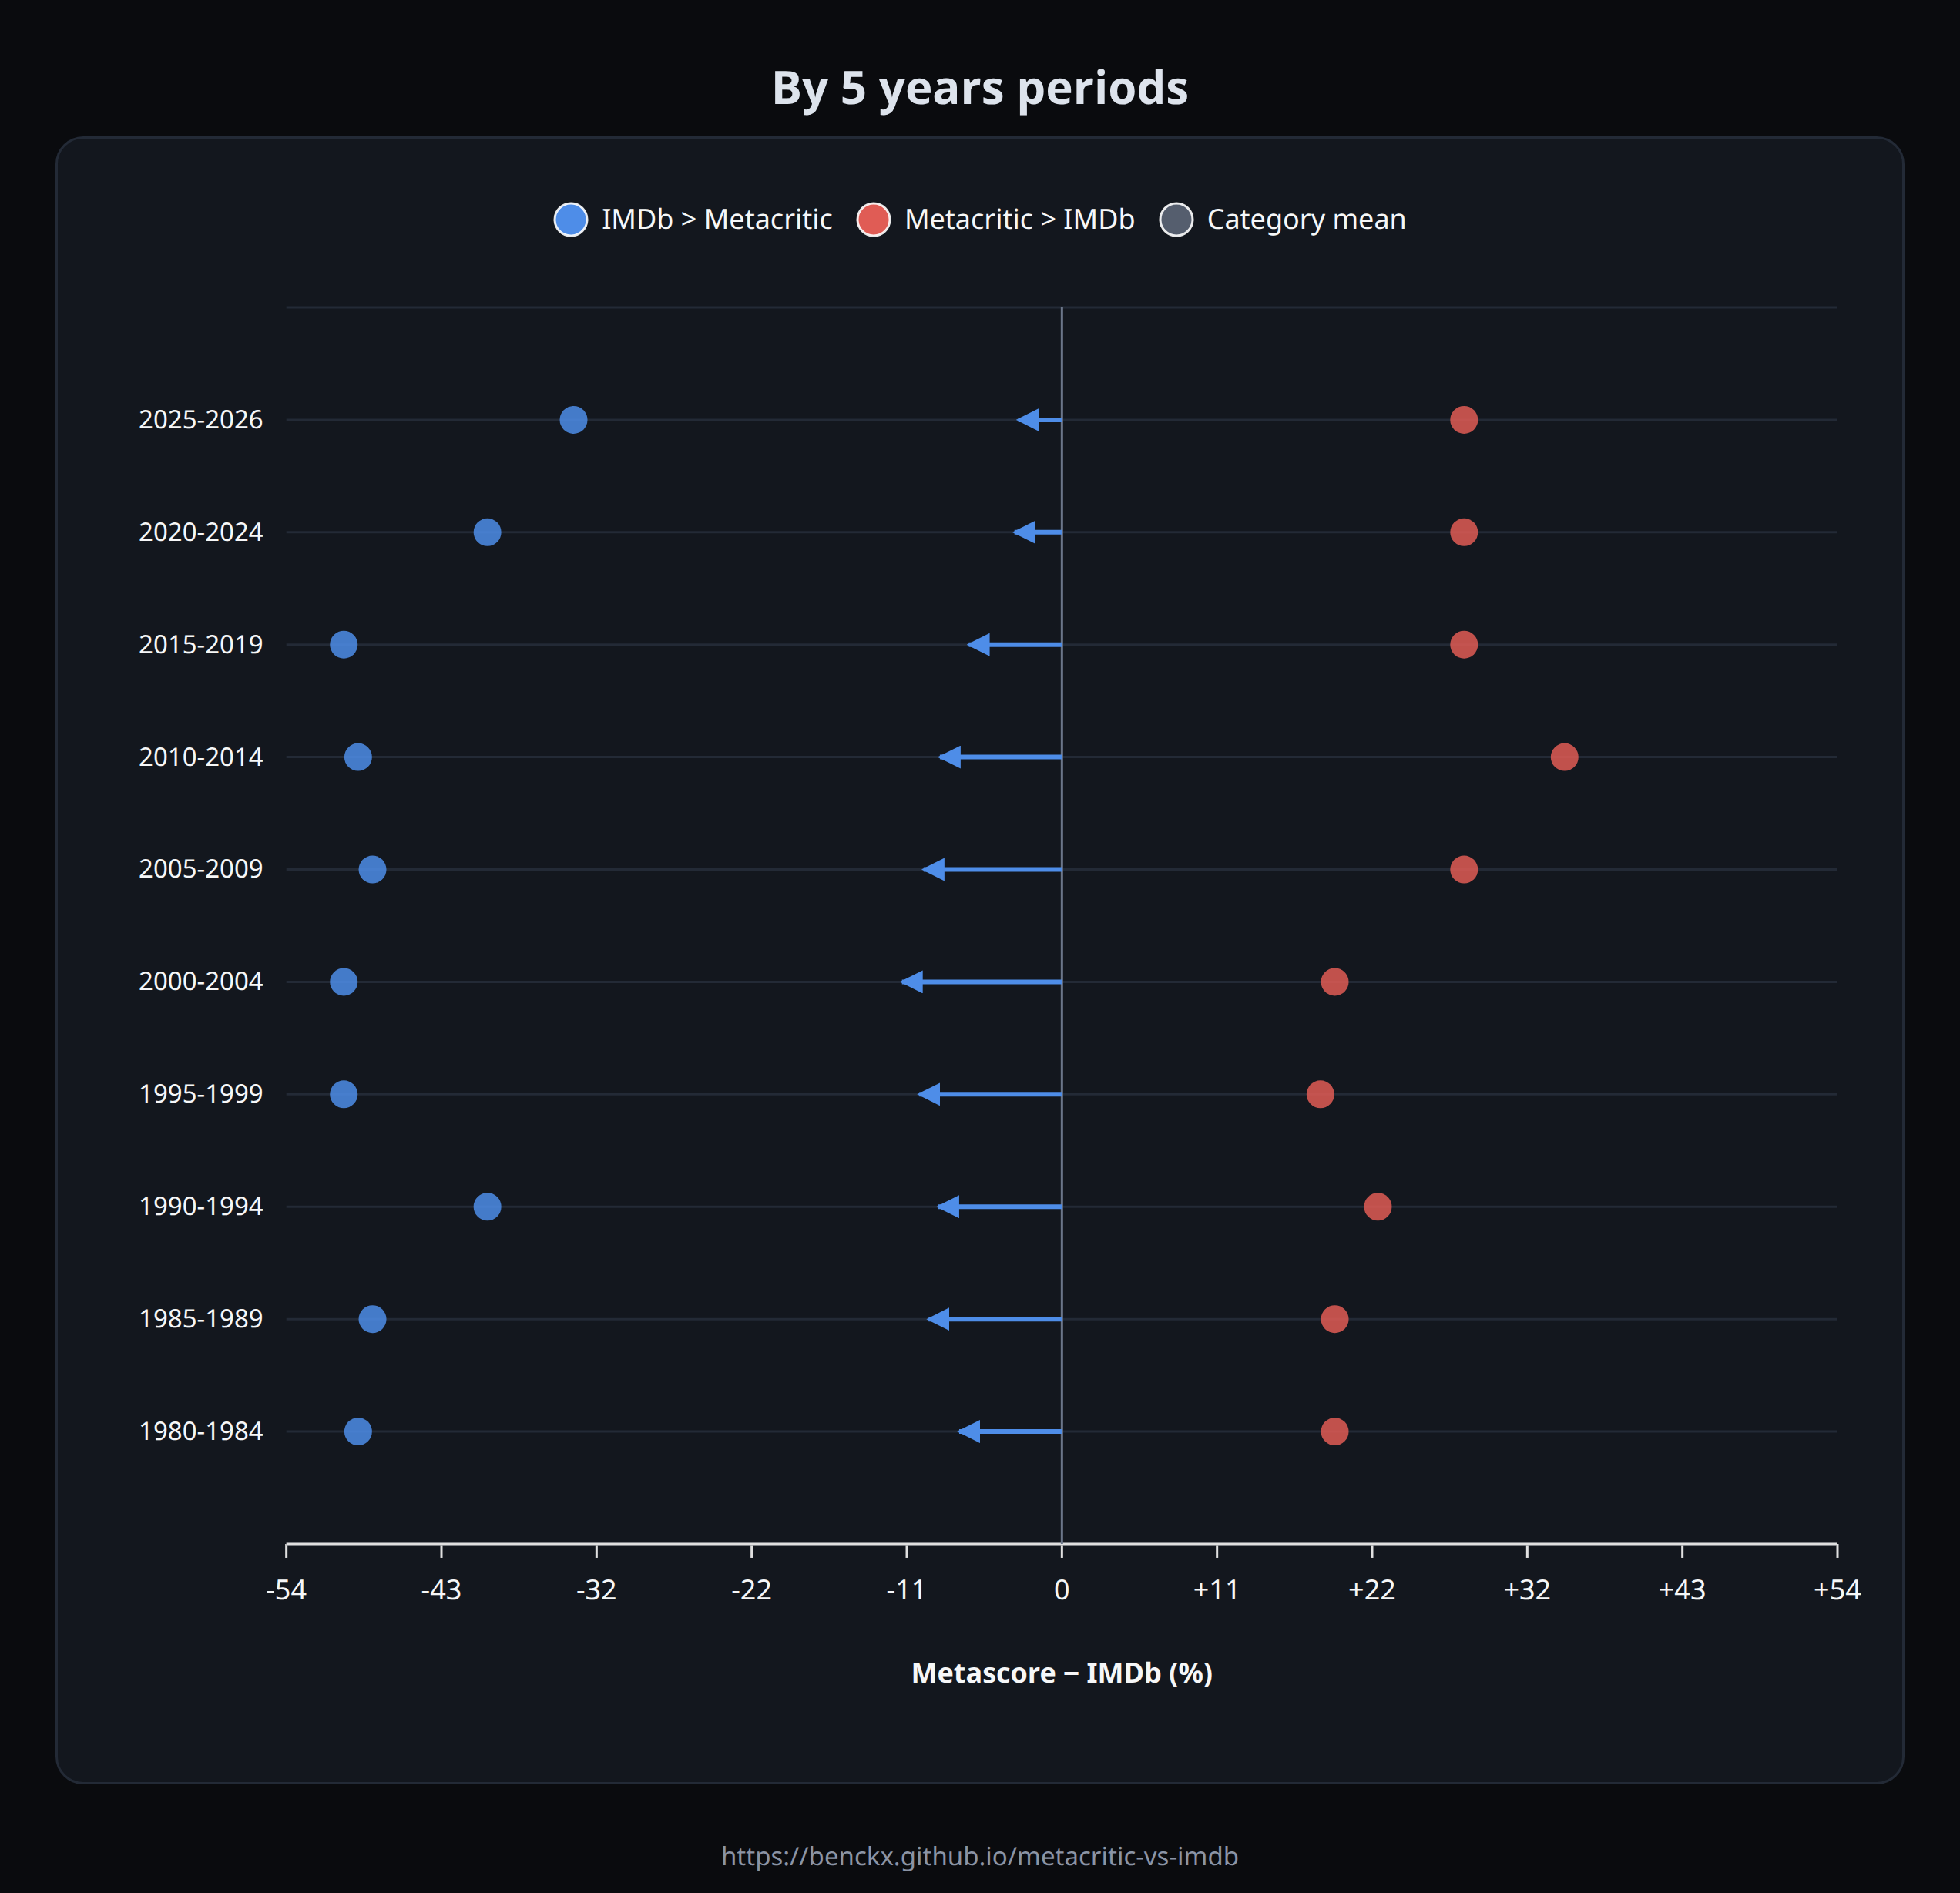 By 5 years periods
IMDb > Metacritic
Metacritic > IMDb
Category mean
2025-2026
2020-2024
2015-2019
2010-2014
2005-2009
2000-2004
1995-1999
1990-1994
1985-1989
1980-1984
-54 -43 -32 -22 -11 0 +11 +22 +32 +43 +54
Metascore − IMDb (%)
https://benckx.github.io/metacritic-vs-imdb